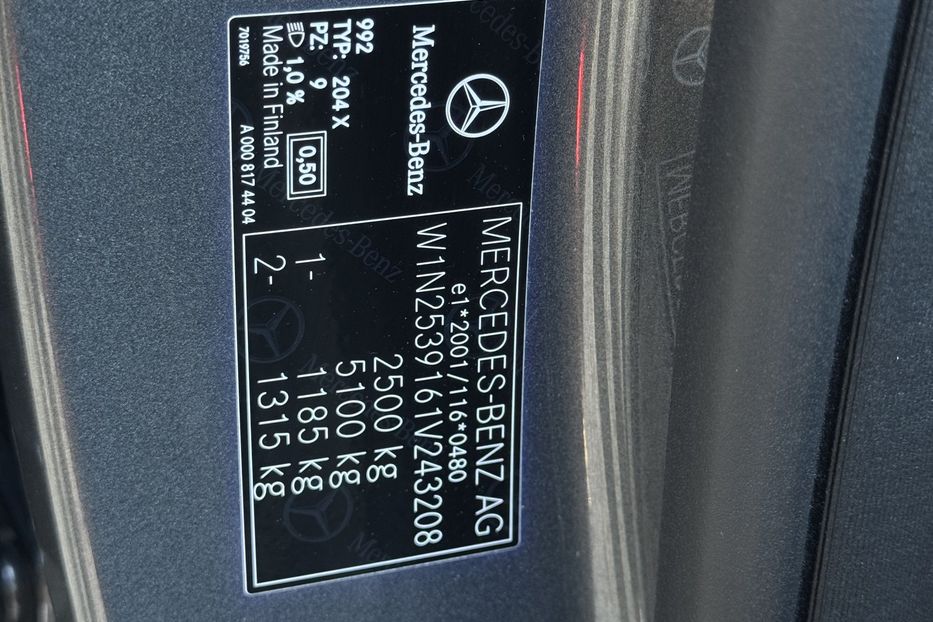 Mercedes-Benz
992
TYP: 204 X
PZ: 9
1,0 %
0,50
Made in Finland
7019756
A 000 817 44 04
MERCEDES-BENZ AG
e1*2001/116*0480
W1N2539161V243208
2500 kg
5100 kg
1- 1185 kg
2- 1315 kg